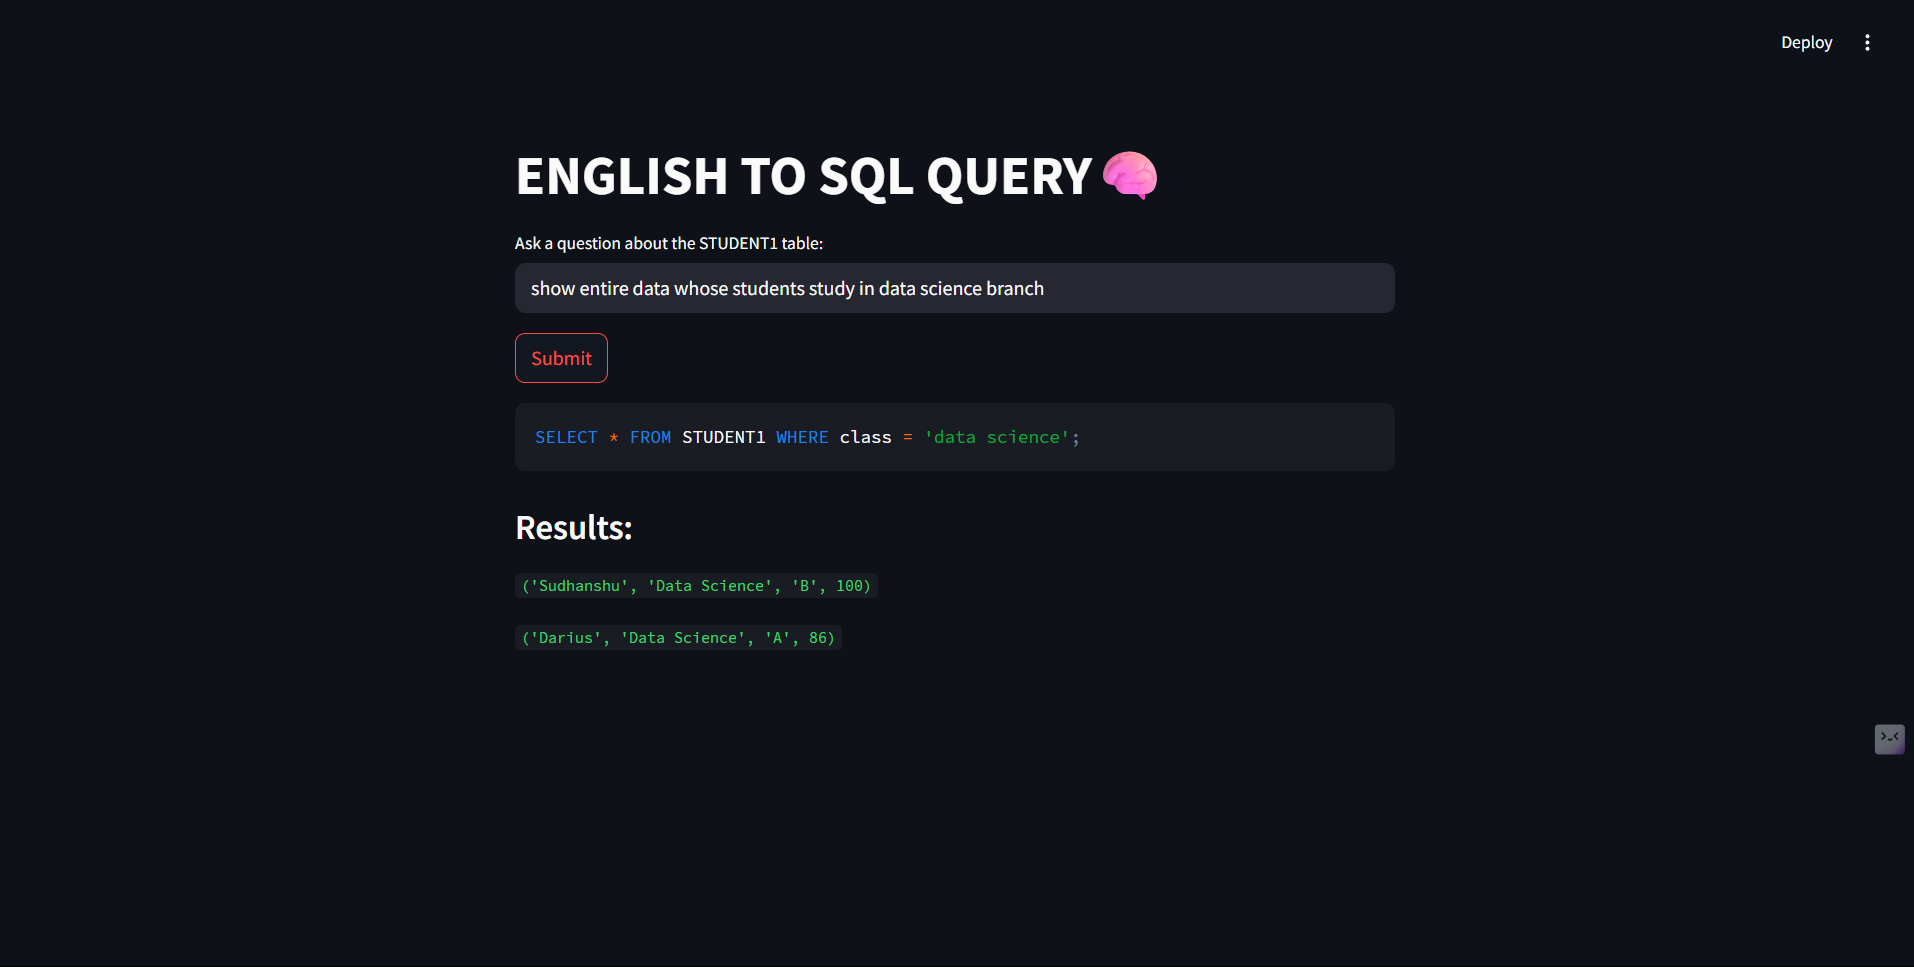 Deploy
ENGLISH TO SQL QUERY
Ask a question about the STUDENT1 table:
show entire data whose students study in data science branch
Submit
SELECT * FROM STUDENT1 WHERE class = 'data science';
Results:
('Sudhanshu', 'Data Science', 'B', 100)
('Darius', 'Data Science', 'A', 86)